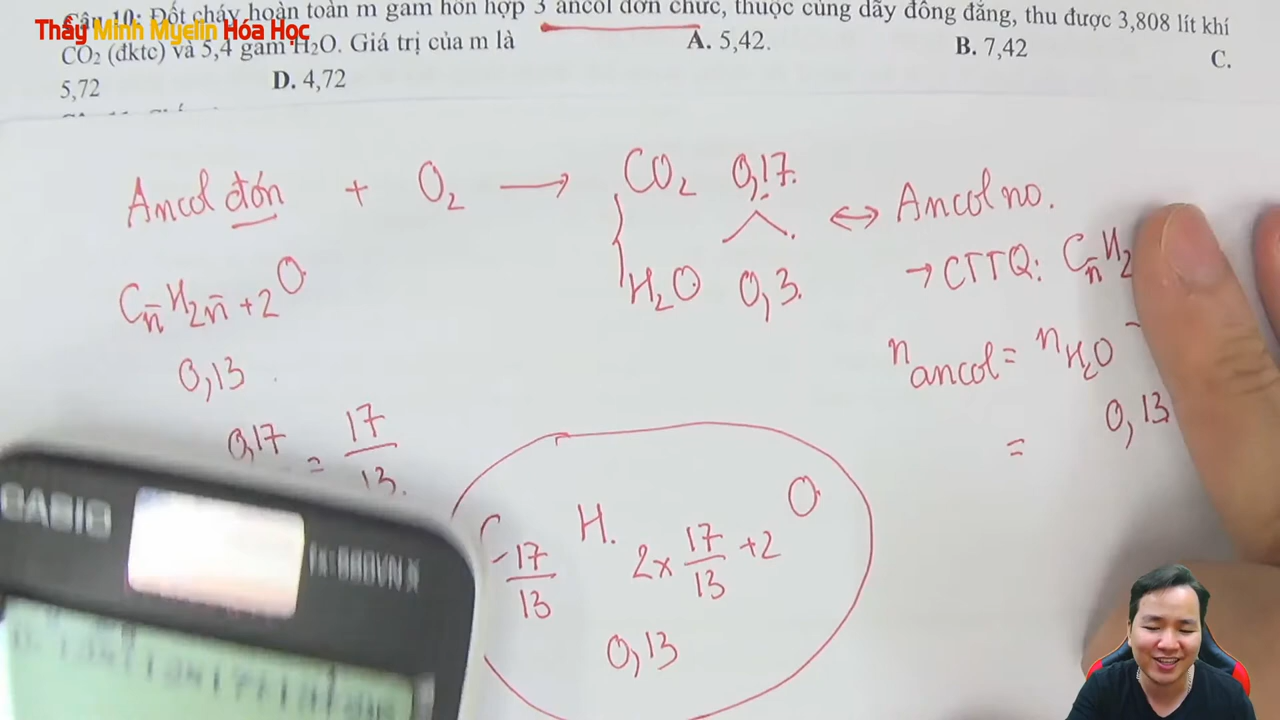 Thầy Minh Myelin Hóa Học
Câu 10: Đốt cháy hoàn toàn m gam hỗn hợp 3 ancol đơn chức, thuộc cùng dãy đồng đẳng, thu được 3,808 lít khí
CO₂ (đktc) và 5,4 gam H₂O. Giá trị của m là A. 5,42. B. 7,42 C.
5,72 D. 4,72
Ancol đơn + O₂ → CO₂ 0,17. ↔ Ancol no.
H₂O 0,3.
→ CTTQ: Cn̄H2
Cn̄H2n̄+2O
n ancol = nH₂O -
0,13
= 0,13
0,17 = 17/13.
C 17/13 H. 2x 17/13 +2 O
0,13
CASIO